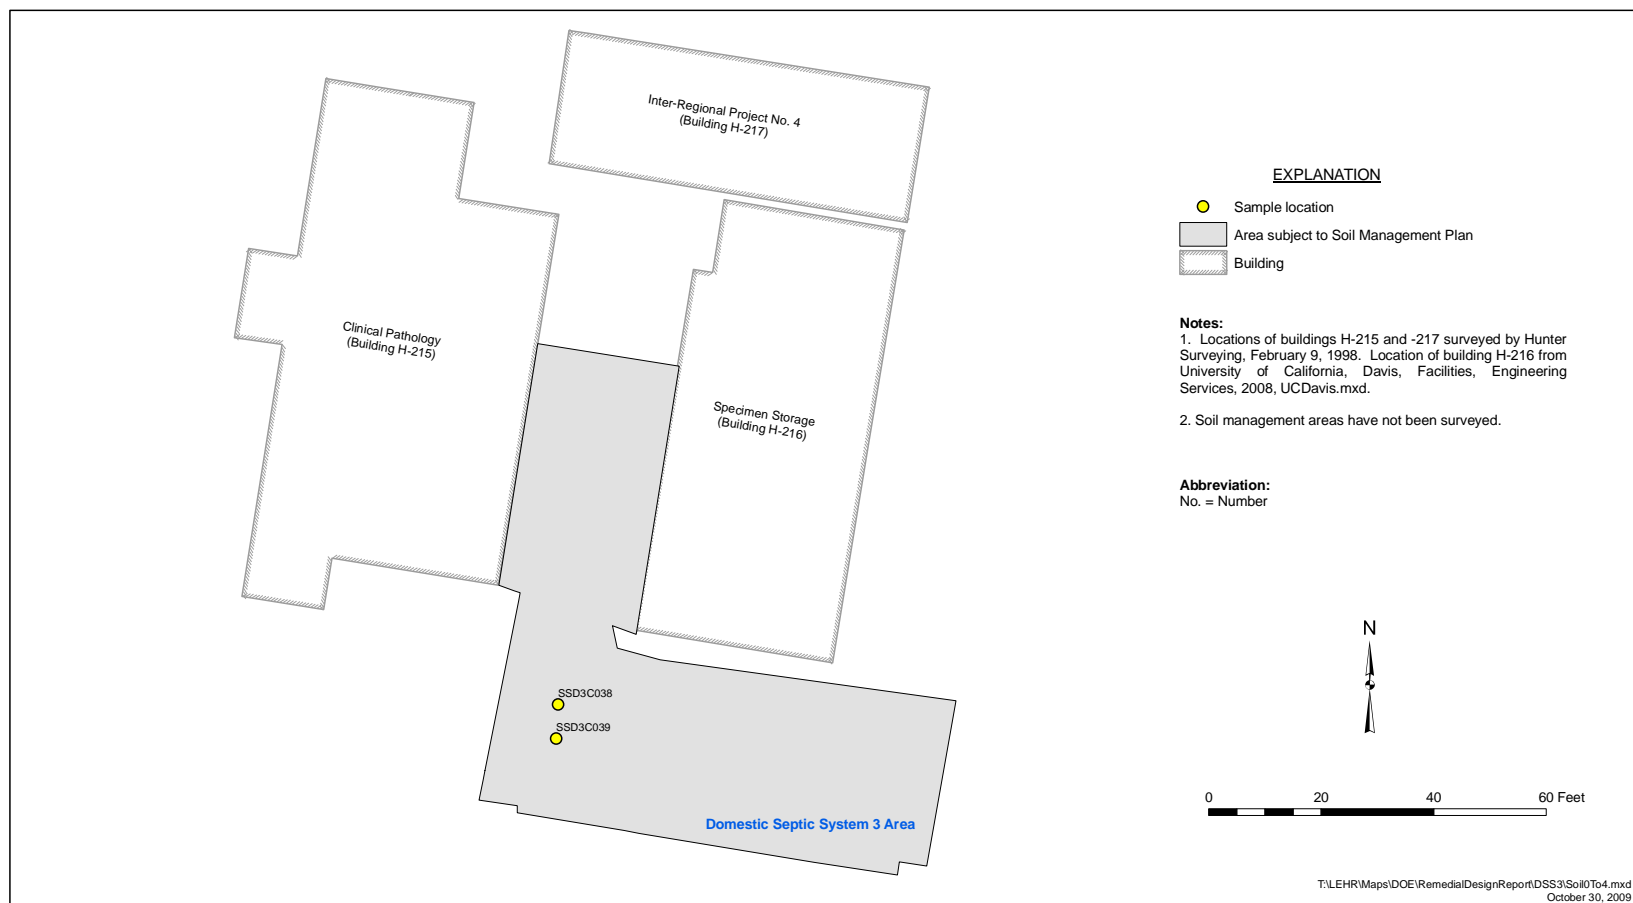 Inter-Regional Project No. 4
(Building H-217)
Clinical Pathology
(Building H-215)
Specimen Storage
(Building H-216)
SSD3C038
SSD3C039
Domestic Septic System 3 Area
EXPLANATION
Sample location
Area subject to Soil Management Plan
Building
Notes:
1. Locations of buildings H-215 and -217 surveyed by Hunter
Surveying, February 9, 1998. Location of building H-216 from
University of California, Davis, Facilities, Engineering
Services, 2008, UCDavis.mxd.
2. Soil management areas have not been surveyed.
Abbreviation:
No. = Number
N
0 20 40 60 Feet
T:\LEHR\Maps\DOE\RemedialDesignReport\DSS3\Soil0To4.mxd
October 30, 2009